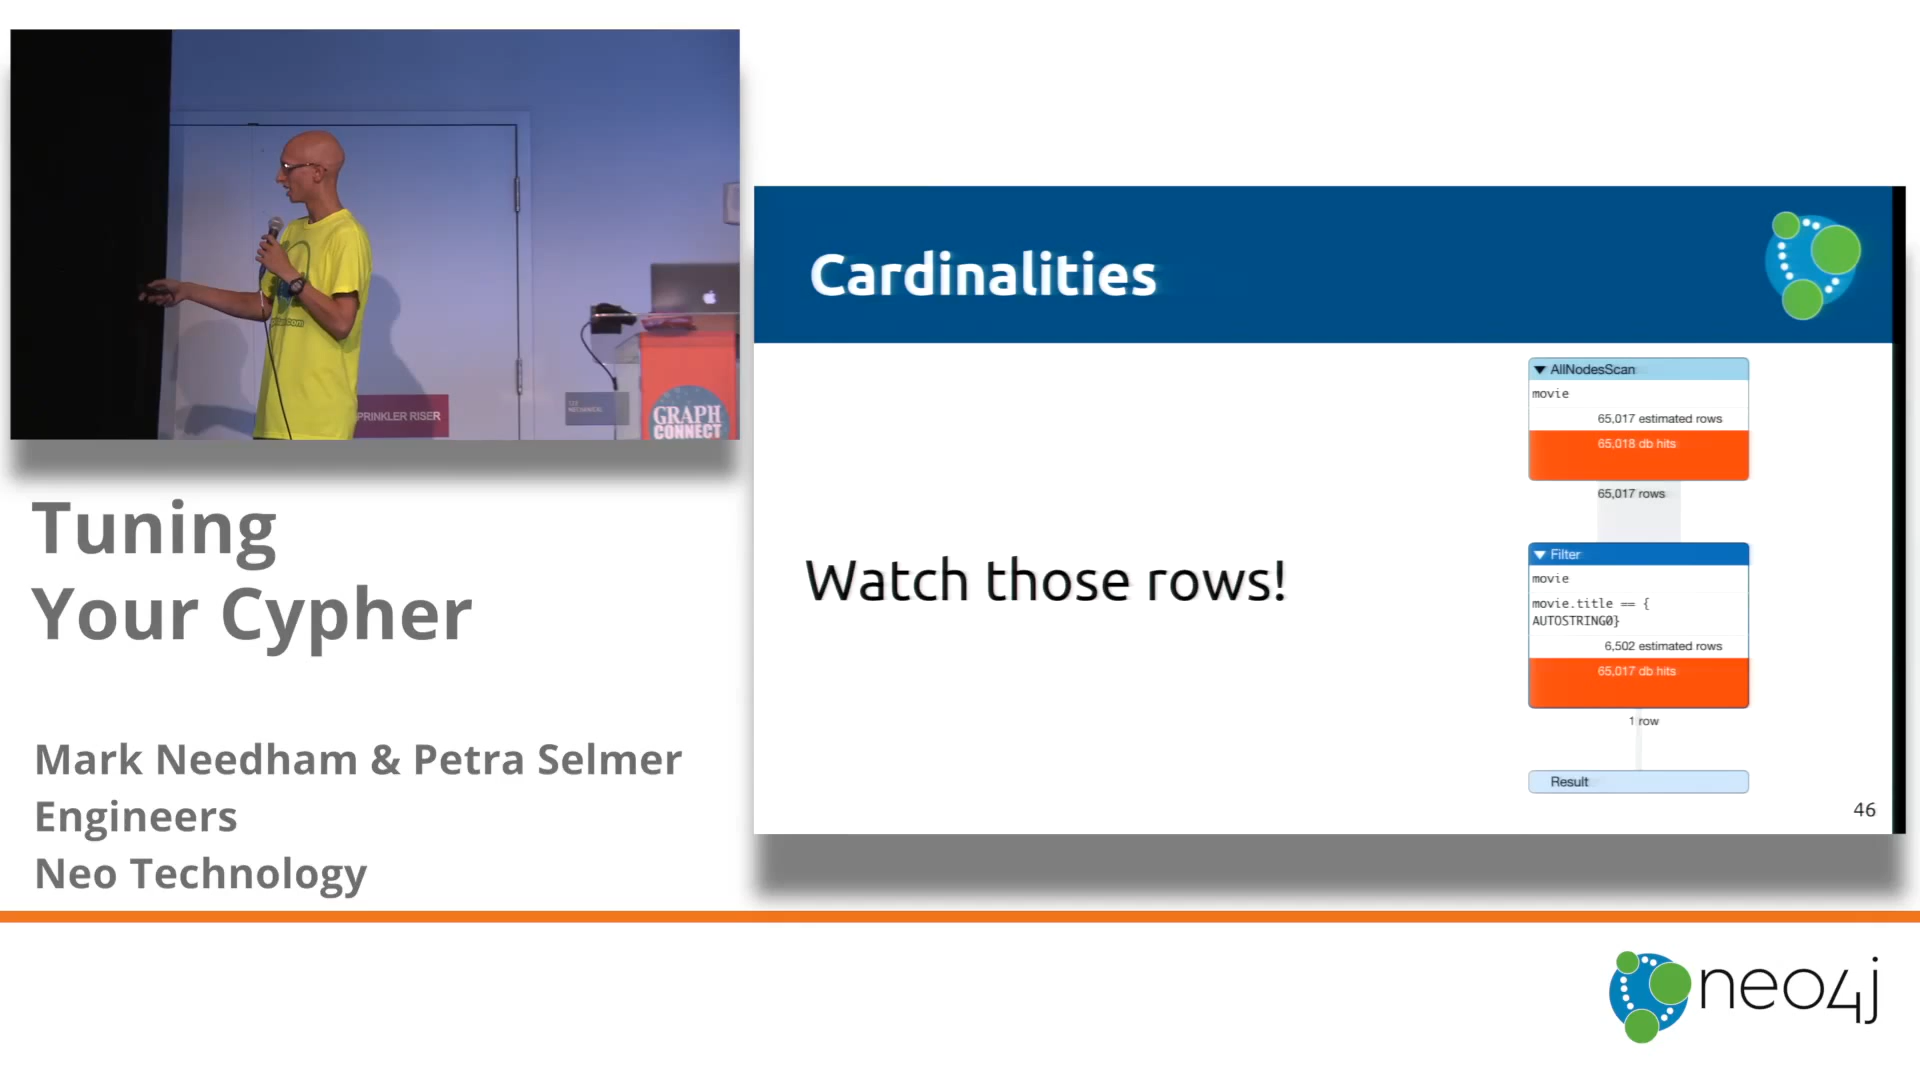 PRINKLER RISER
MECHANICAL
GRAPH
CONNECT
Tuning
Your Cypher
Mark Needham & Petra Selmer
Engineers
Neo Technology
Cardinalities
Watch those rows!
AllNodesScan
movie
65,017 estimated rows
65,018 db hits
65,017 rows
Filter
movie
movie.title == {
AUTOSTRING0}
6,502 estimated rows
65,017 db hits
1 row
Result
46
neo4j